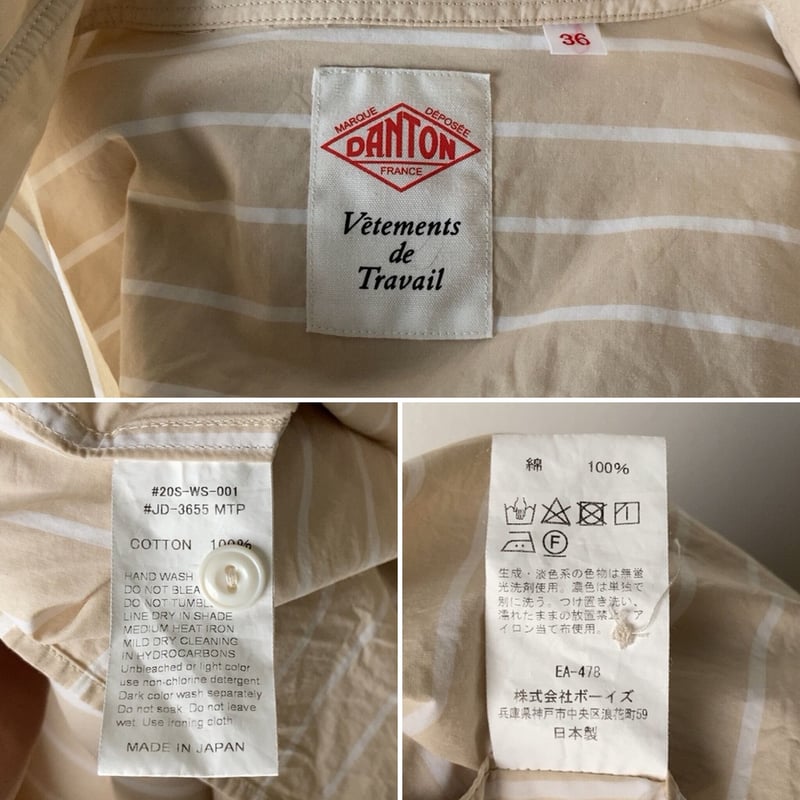 36
MARQUE DÉPOSÉE
DANTON
FRANCE
Vêtements
de
Travail
#20S-WS-001
#JD-3655 MTP
COTTON 100%
HAND WASH
DO NOT BLEA
DO NOT TUMBL
LINE DRY IN SHADE
MEDIUM HEAT IRON
MILD DRY CLEANING
IN HYDROCARBONS
Unbleached or light color
use non-chlorine detergent.
Dark color wash separately
Do not soak. Do not leave
wet. Use ironing cloth
MADE IN JAPAN
綿 100%
F
生成・淡色系の色物は無蛍
光洗剤使用。濃色は単独で
別に洗う。つけ置き洗い、
濡れたままの放置禁止。ア
イロン当て布使用。
EA-478
株式会社ボーイズ
兵庫県神戸市中央区浪花町59
日本製